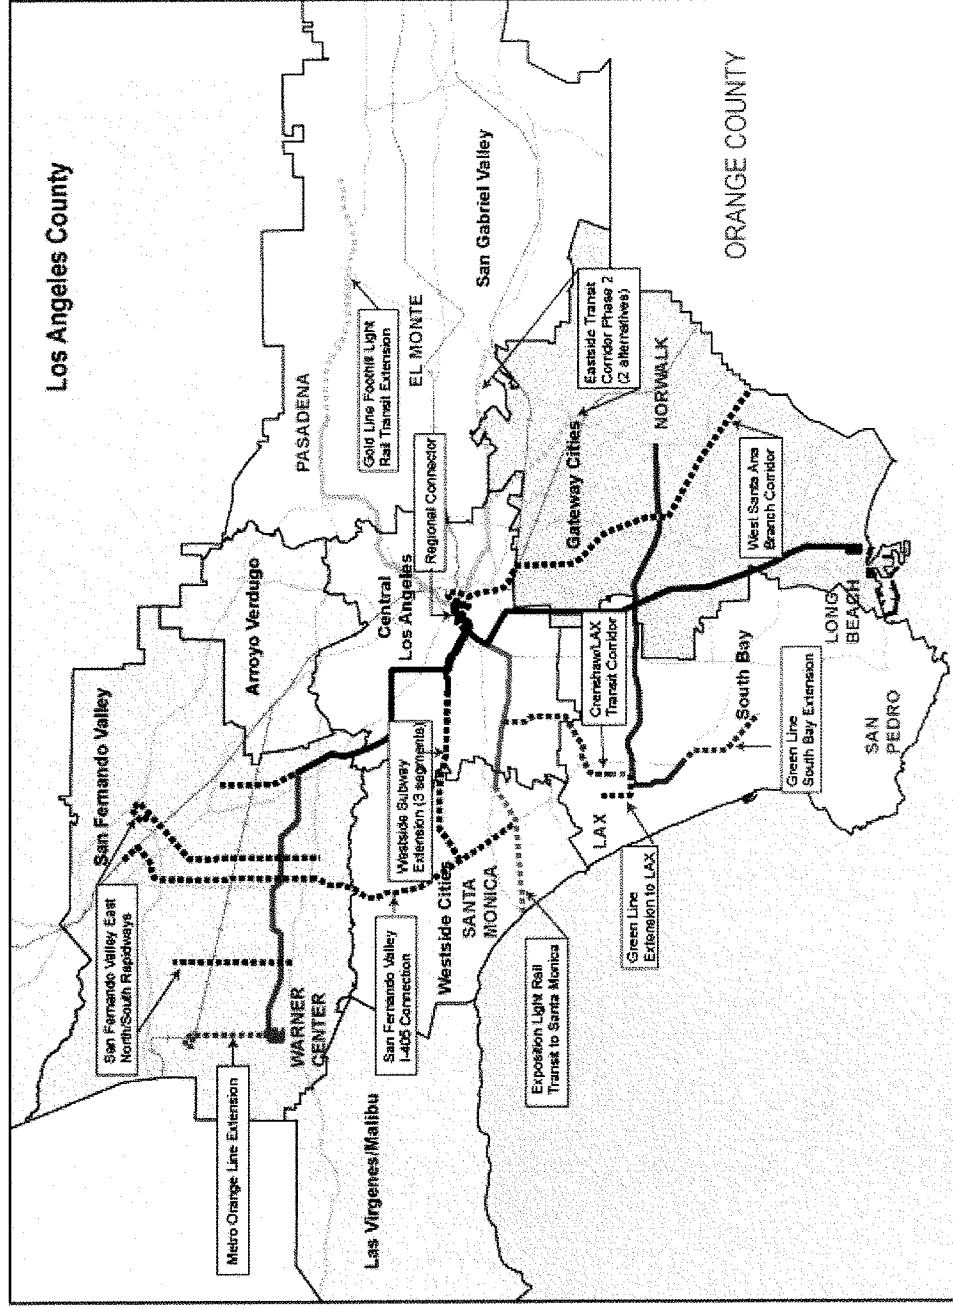 Los Angeles County
San Fernando Valley East
North/South Rapidways
San Fernando Valley
Metro Orange Line Extension
WARNER
CENTER
Arroyo Verdugo
PASADENA
Gold Line Foothill Light
Rail Transit Extension
EL MONTE
San Gabriel Valley
Las Virgenes/Malibu
San Fernando Valley
I-405 Connection
Westside Subway
Extension (3 segments)
Central
Los Angeles
Regional Connector
Westside Cities
SANTA
MONICA
Exposition Light Rail
Transit to Santa Monica
Eastside Transit
Corridor Phase 2
(2 alternatives)
Gateway Cities
NORWALK
ORANGE COUNTY
LAX
Crenshaw/LAX
Transit Corridor
Green Line
Extension to LAX
South Bay
West Santa Ana
Branch Corridor
Green Line
South Bay Extension
LONG
BEACH
SAN
PEDRO